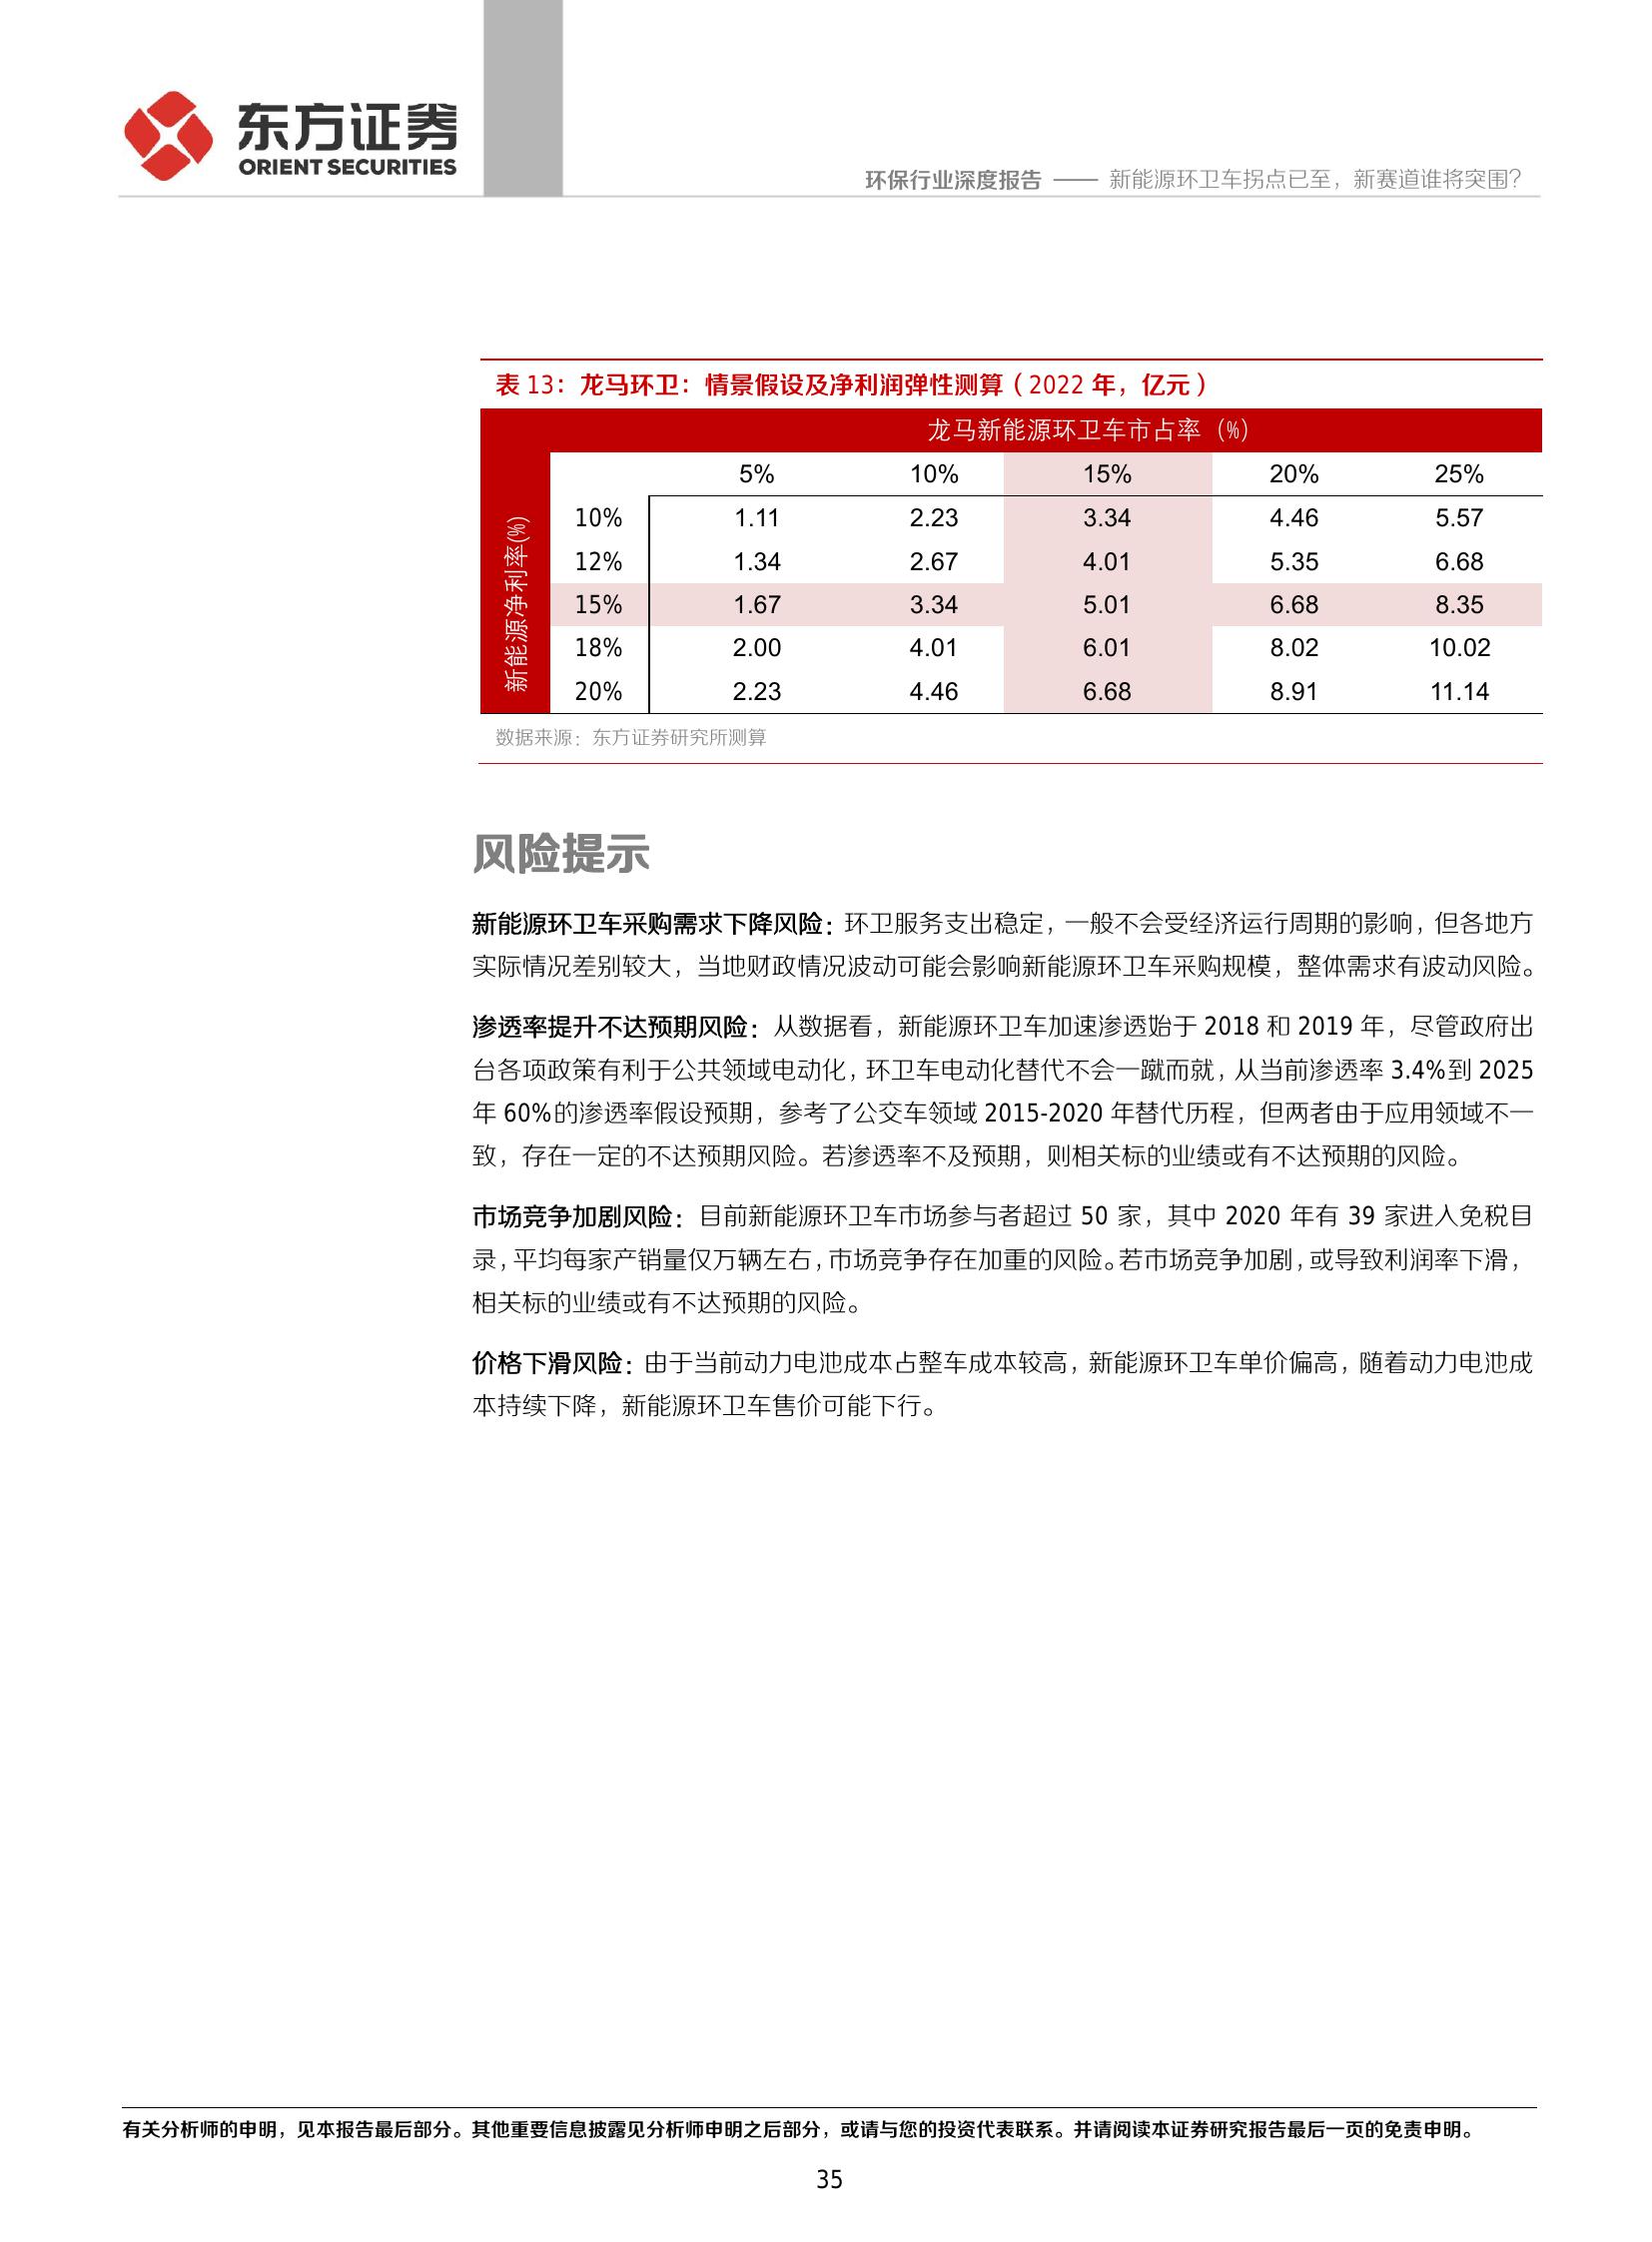 东方证券
ORIENT SECURITIES
环保行业深度报告 —— 新能源环卫车拐点已至，新赛道谁将突围？
表 13：龙马环卫：情景假设及净利润弹性测算（2022 年，亿元）
龙马新能源环卫车市占率（%）
新能源净利率(%)
5% 10% 15% 20% 25%
10% 1.11 2.23 3.34 4.46 5.57
12% 1.34 2.67 4.01 5.35 6.68
15% 1.67 3.34 5.01 6.68 8.35
18% 2.00 4.01 6.01 8.02 10.02
20% 2.23 4.46 6.68 8.91 11.14
数据来源：东方证券研究所测算
风险提示
新能源环卫车采购需求下降风险：环卫服务支出稳定，一般不会受经济运行周期的影响，但各地方
实际情况差别较大，当地财政情况波动可能会影响新能源环卫车采购规模，整体需求有波动风险。
渗透率提升不达预期风险：从数据看，新能源环卫车加速渗透始于 2018 和 2019 年，尽管政府出
台各项政策有利于公共领域电动化，环卫车电动化替代不会一蹴而就，从当前渗透率 3.4%到 2025
年 60%的渗透率假设预期，参考了公交车领域 2015-2020 年替代历程，但两者由于应用领域不一
致，存在一定的不达预期风险。若渗透率不及预期，则相关标的业绩或有不达预期的风险。
市场竞争加剧风险：目前新能源环卫车市场参与者超过 50 家，其中 2020 年有 39 家进入免税目
录，平均每家产销量仅万辆左右，市场竞争存在加重的风险。若市场竞争加剧，或导致利润率下滑，
相关标的业绩或有不达预期的风险。
价格下滑风险：由于当前动力电池成本占整车成本较高，新能源环卫车单价偏高，随着动力电池成
本持续下降，新能源环卫车售价可能下行。
有关分析师的申明，见本报告最后部分。其他重要信息披露见分析师申明之后部分，或请与您的投资代表联系。并请阅读本证券研究报告最后一页的免责申明。
35